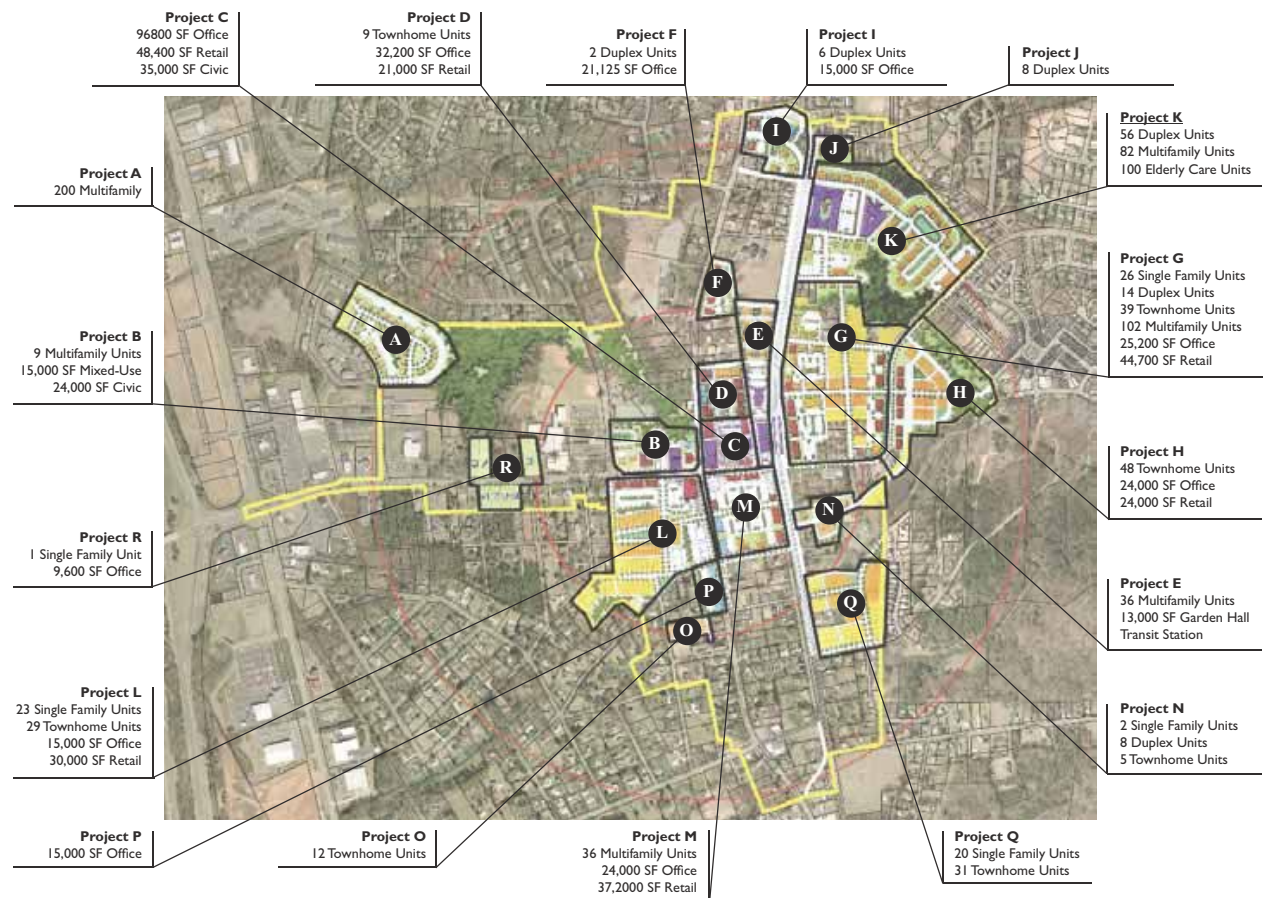 Project C
96800 SF Office
48,400 SF Retail
35,000 SF Civic
Project D
9 Townhome Units
32,200 SF Office
21,000 SF Retail
Project F
2 Duplex Units
21,125 SF Office
Project I
6 Duplex Units
15,000 SF Office
Project J
8 Duplex Units
Project A
200 Multifamily
Project B
9 Multifamily Units
15,000 SF Mixed-Use
24,000 SF Civic
Project R
1 Single Family Unit
9,600 SF Office
Project L
23 Single Family Units
29 Townhome Units
15,000 SF Office
30,000 SF Retail
Project P
15,000 SF Office
Project O
12 Townhome Units
Project M
36 Multifamily Units
24,000 SF Office
37,2000 SF Retail
Project Q
20 Single Family Units
31 Townhome Units
Project K
56 Duplex Units
82 Multifamily Units
100 Elderly Care Units
Project G
26 Single Family Units
14 Duplex Units
39 Townhome Units
102 Multifamily Units
25,200 SF Office
44,700 SF Retail
Project H
48 Townhome Units
24,000 SF Office
24,000 SF Retail
Project E
36 Multifamily Units
13,000 SF Garden Hall
Transit Station
Project N
2 Single Family Units
8 Duplex Units
5 Townhome Units
I
J
K
F
E
G
A
D
H
B
C
R
M
N
L
P
Q
O